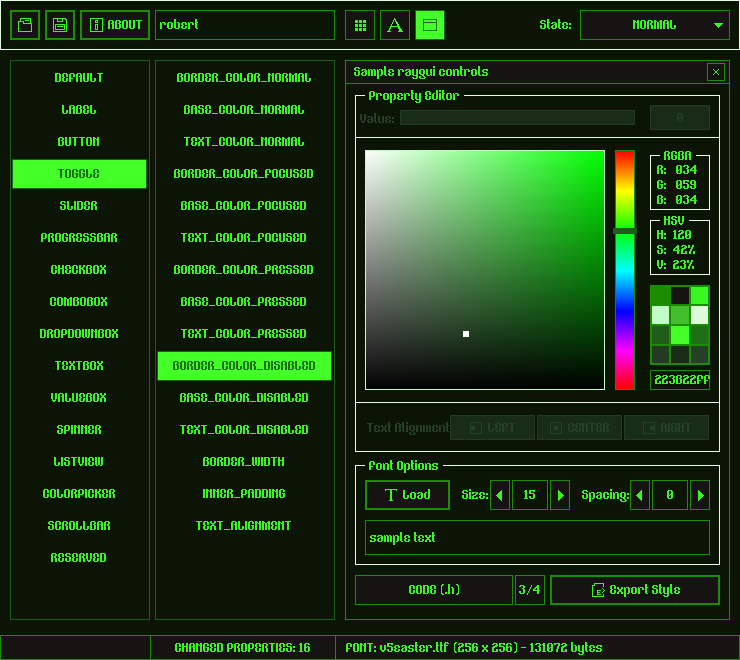 ABOUT
robert
State:
NORMAL
DEFAULT
LABEL
BUTTON
TOGGLE
SLIDER
PROGRESSBAR
CHECKBOX
COMBOBOX
DROPDOWNBOX
TEXTBOX
VALUEBOX
SPINNER
LISTVIEW
COLORPICKER
SCROLLBAR
RESERVED
BORDER_COLOR_NORMAL
BASE_COLOR_NORMAL
TEXT_COLOR_NORMAL
BORDER_COLOR_FOCUSED
BASE_COLOR_FOCUSED
TEXT_COLOR_FOCUSED
BORDER_COLOR_PRESSED
BASE_COLOR_PRESSED
TEXT_COLOR_PRESSED
BORDER_COLOR_DISABLED
BASE_COLOR_DISABLED
TEXT_COLOR_DISABLED
BORDER_WIDTH
INNER_PADDING
TEXT_ALIGNMENT
Sample raygui controls
Property Editor
Value:
0
RGBA
R: 034
G: 059
B: 034
HSV
H: 120
S: 42%
V: 23%
223B22FF
Text Alignment
LEFT
CENTER
RIGHT
Font Options
Load
Size:
15
Spacing:
0
sample text
CODE (.h)
3/4
Export Style
CHANGED PROPERTIES: 16
FONT: v5easter.ttf (256 x 256) - 131072 bytes